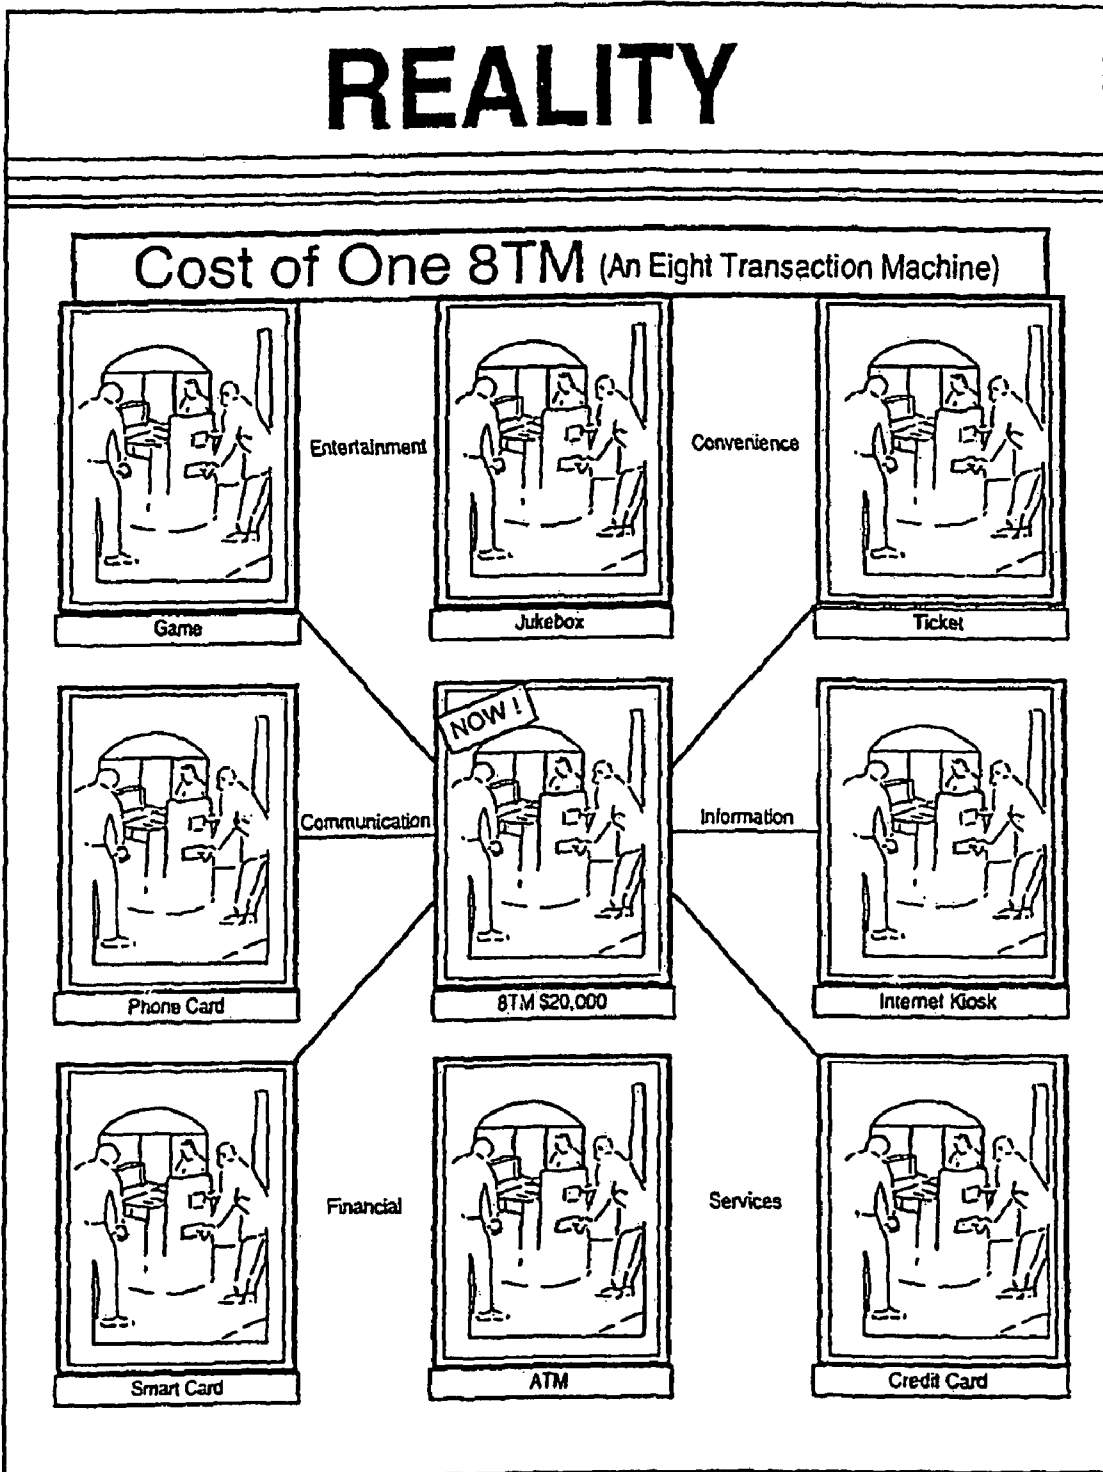 REALITY
Cost of One 8TM (An Eight Transaction Machine)
Entertainment
Convenience
Game
Jukebox
Ticket
NOW !
Communication
Information
Phone Card
8TM $20,000
Internet Kiosk
Financial
Services
Smart Card
ATM
Credit Card